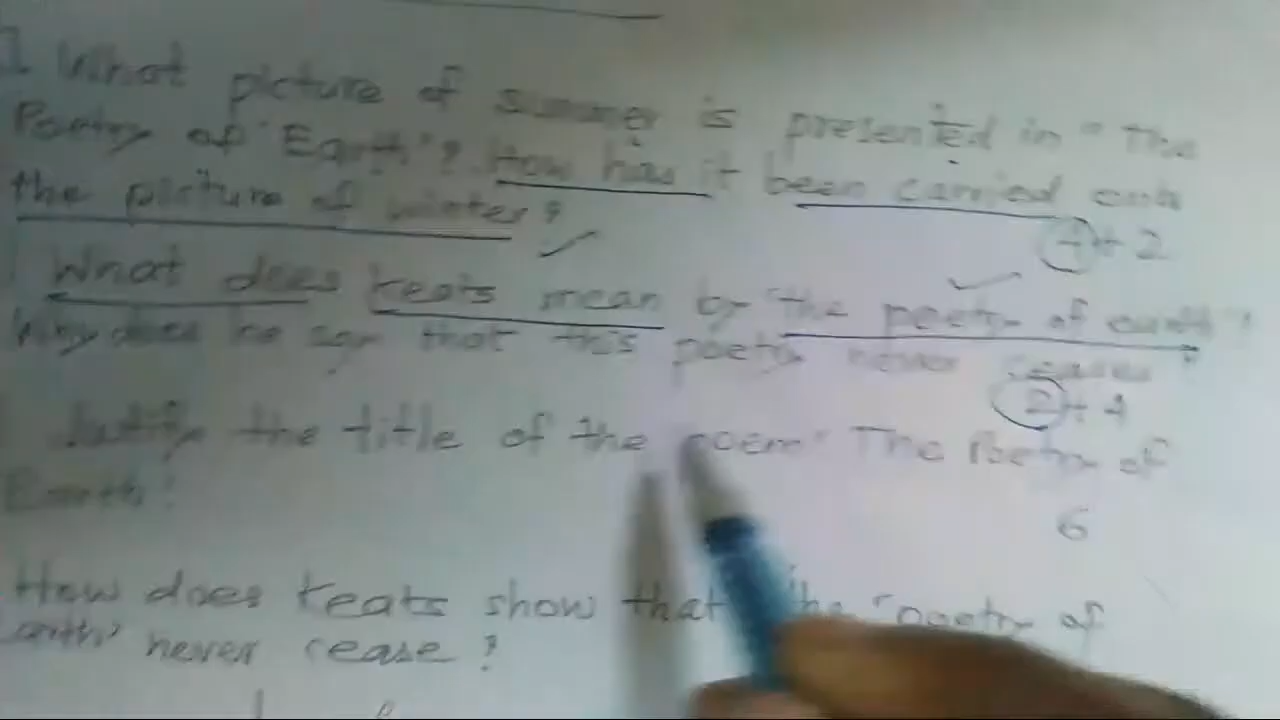 1 What picture of summer is presented in "The
Poetry of Earth"? How has it been carried onto
the picture of winter?
4+2
What does Keats mean by "the poetry of earth"?
Why does he say that this poetry never ceases
2+4
Justify the title of the poem "The Poetry of
Earth".
6
How does Keats show that the "poetry of
earth" never cease?